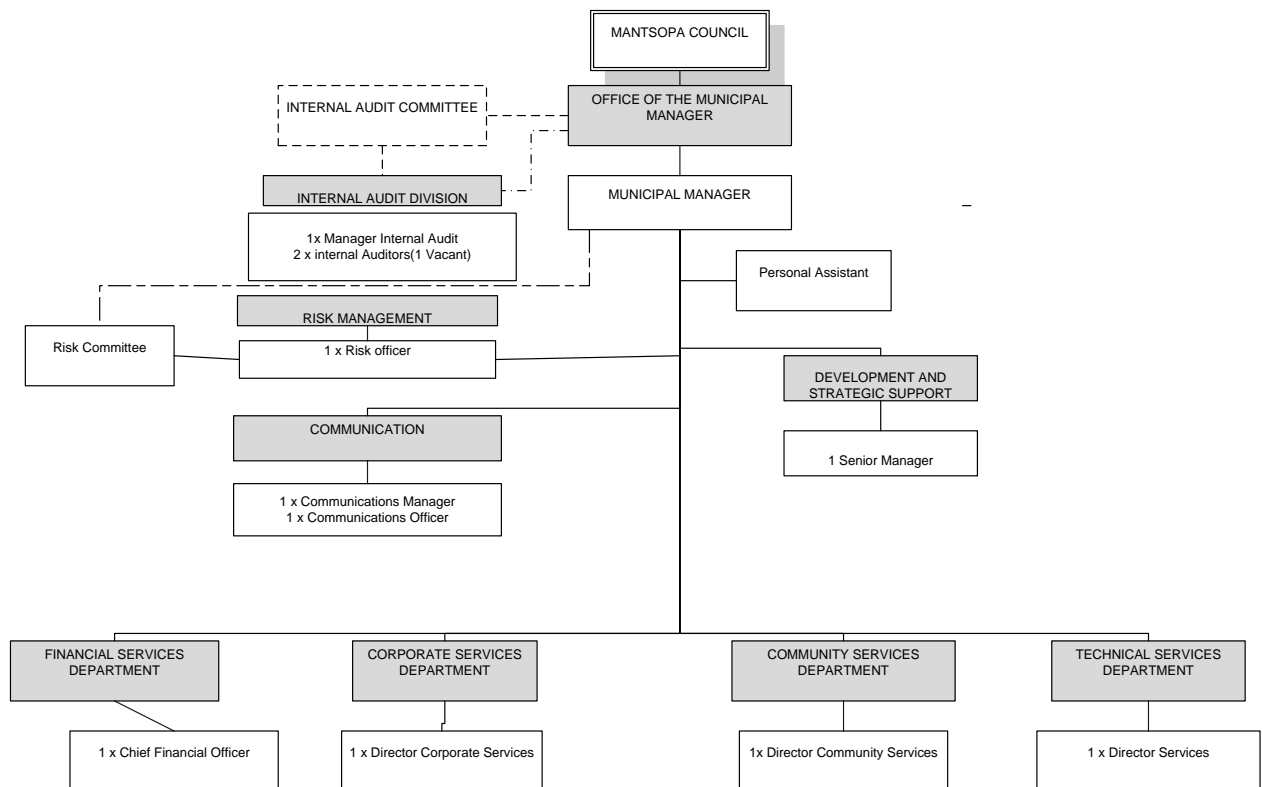 MANTSOPA COUNCIL
OFFICE OF THE MUNICIPAL
MANAGER
INTERNAL AUDIT COMMITTEE
INTERNAL AUDIT DIVISION
MUNICIPAL MANAGER
–
1x Manager Internal Audit
2 x internal Auditors(1 Vacant)
Personal Assistant
RISK MANAGEMENT
Risk Committee
1 x Risk officer
DEVELOPMENT AND
STRATEGIC SUPPORT
COMMUNICATION
1 Senior Manager
1 x Communications Manager
1 x Communications Officer
FINANCIAL SERVICES
DEPARTMENT
CORPORATE SERVICES
DEPARTMENT
COMMUNITY SERVICES
DEPARTMENT
TECHNICAL SERVICES
DEPARTMENT
1 x Chief Financial Officer
1 x Director Corporate Services
1x Director Community Services
1 x Director Services